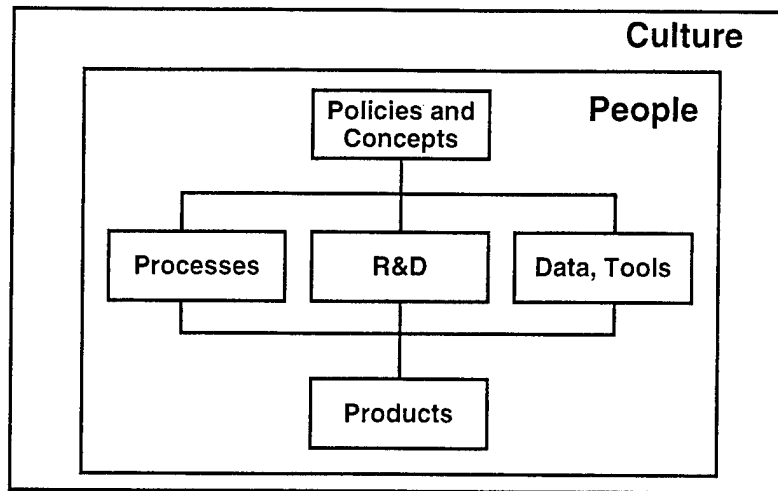 Culture
People
Policies and
Concepts
Processes
R&D
Data, Tools
Products